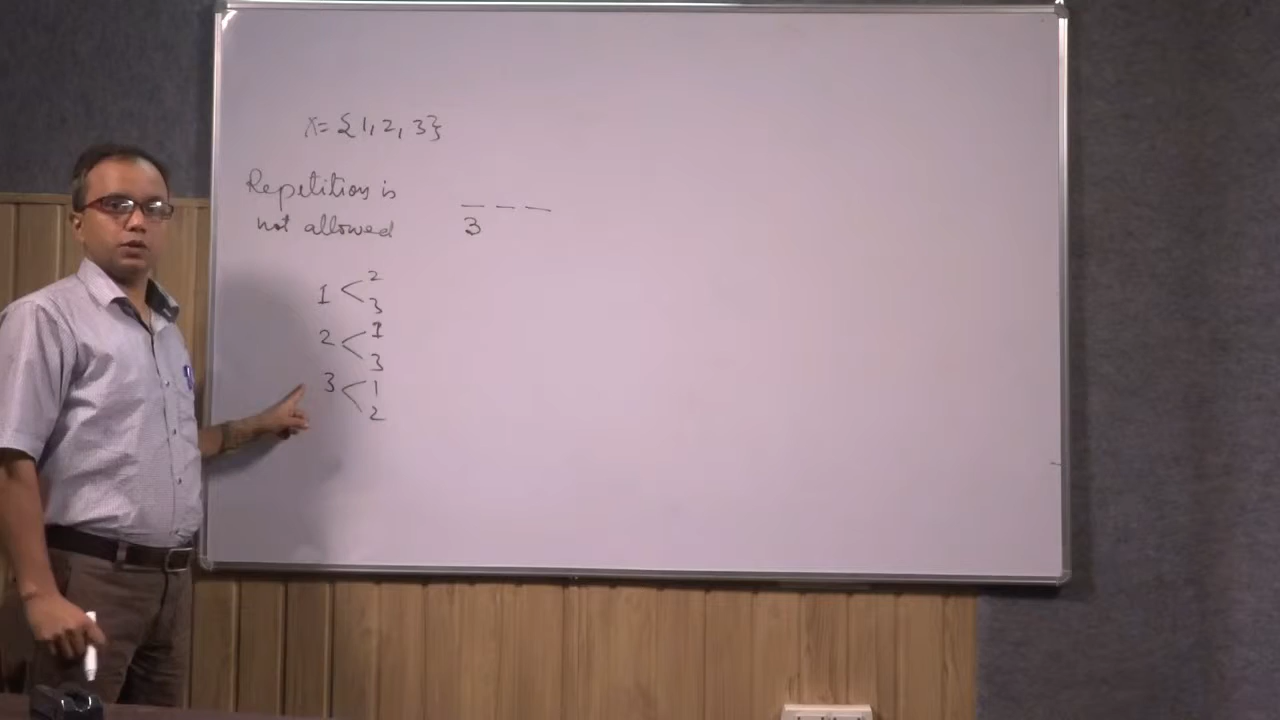 X = {1, 2, 3}
Repetition is
not allowed
_ _ _
3
1 < 2
3
2 < 1
3
3 < 1
2